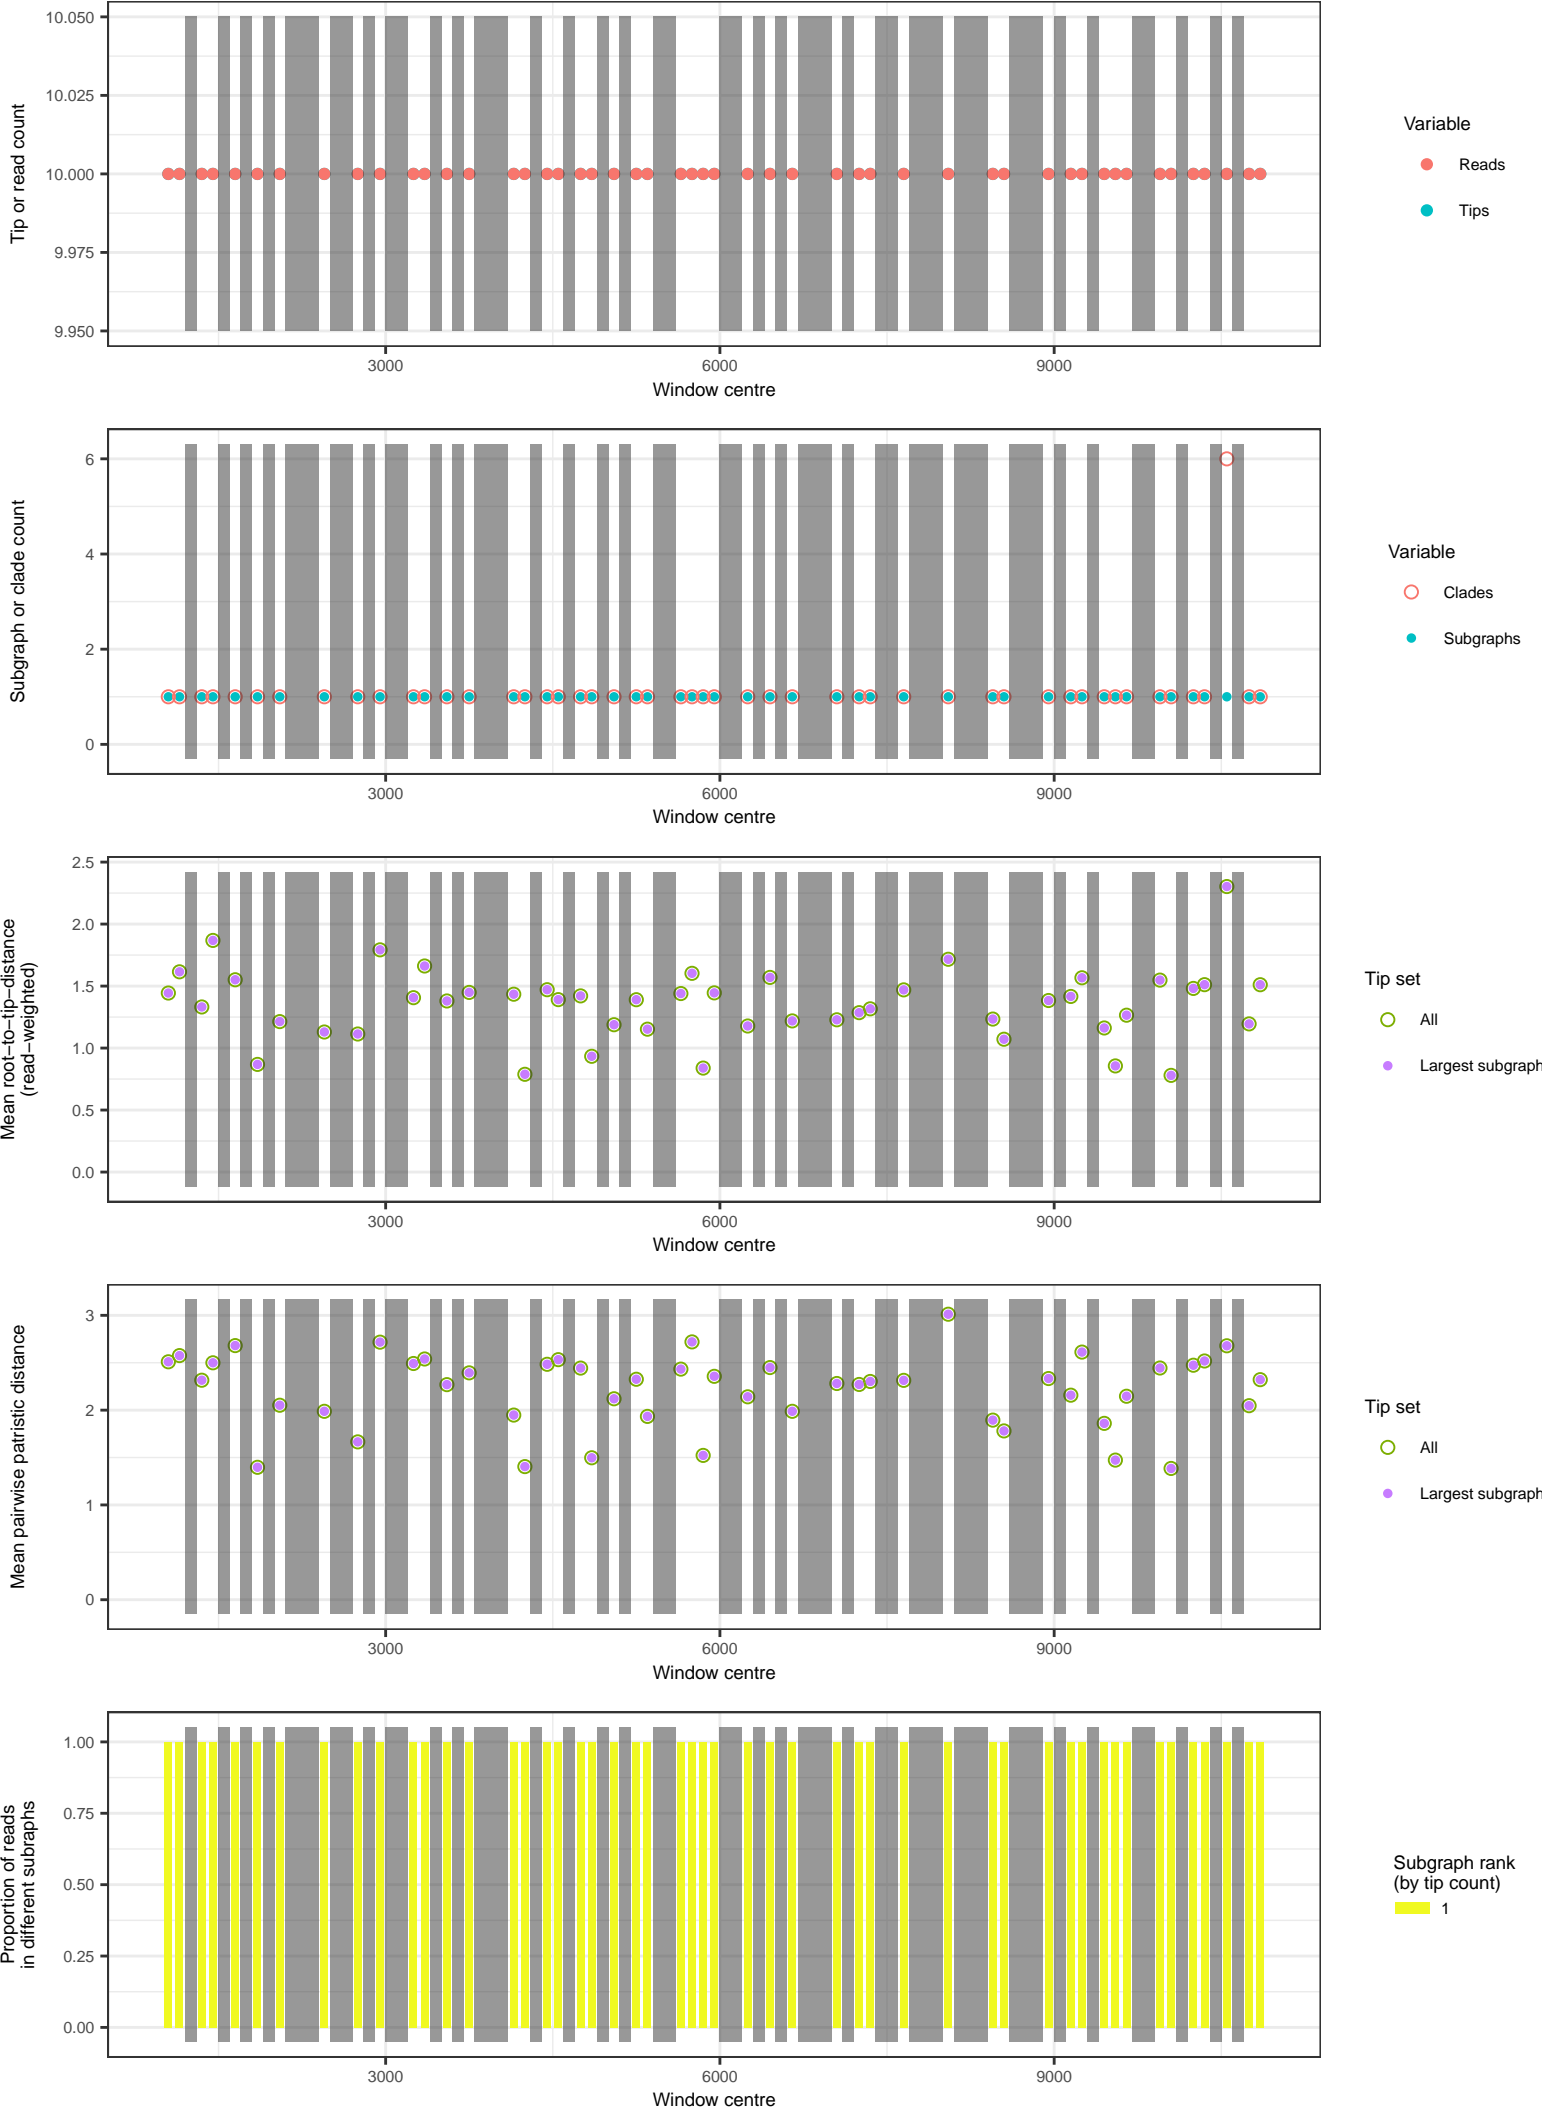 10.050
10.025
10.000
9.975
9.950
Tip or read count
3000
6000
9000
Window centre
Variable
Reads
Tips
6
4
2
0
Subgraph or clade count
3000
6000
9000
Window centre
Variable
Clades
Subgraphs
2.5
2.0
1.5
1.0
0.5
0.0
Mean root−to−tip−distance
(read−weighted)
3000
6000
9000
Window centre
Tip set
All
Largest subgraph
3
2
1
0
Mean pairwise patristic distance
3000
6000
9000
Window centre
Tip set
All
Largest subgraph
1.00
0.75
0.50
0.25
0.00
Proportion of reads
in different subraphs
3000
6000
9000
Window centre
Subgraph rank
(by tip count)
1